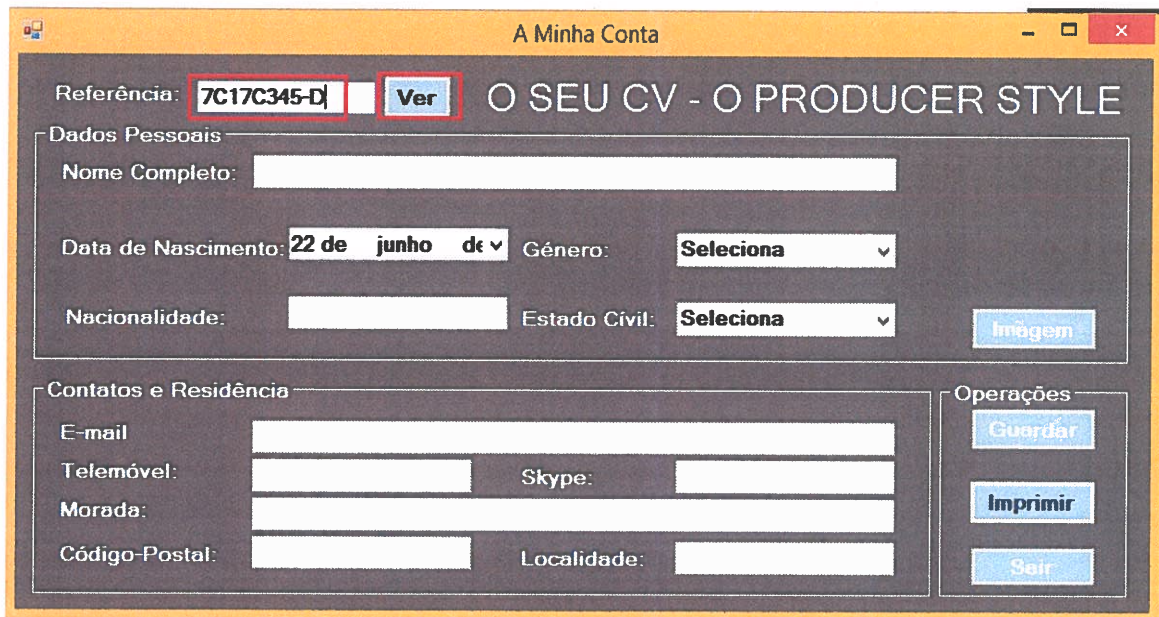 A Minha Conta
Referência: 7C17C345-D Ver O SEU CV - O PRODUCER STYLE
Dados Pessoais
Nome Completo:
Data de Nascimento: 22 de junho de Género: Seleciona
Nacionalidade: Estado Cívil: Seleciona Imagem
Contatos e Residência Operações
E-mail Guardar
Telemóvel: Skype:
Morada: Imprimir
Código-Postal: Localidade: Sair